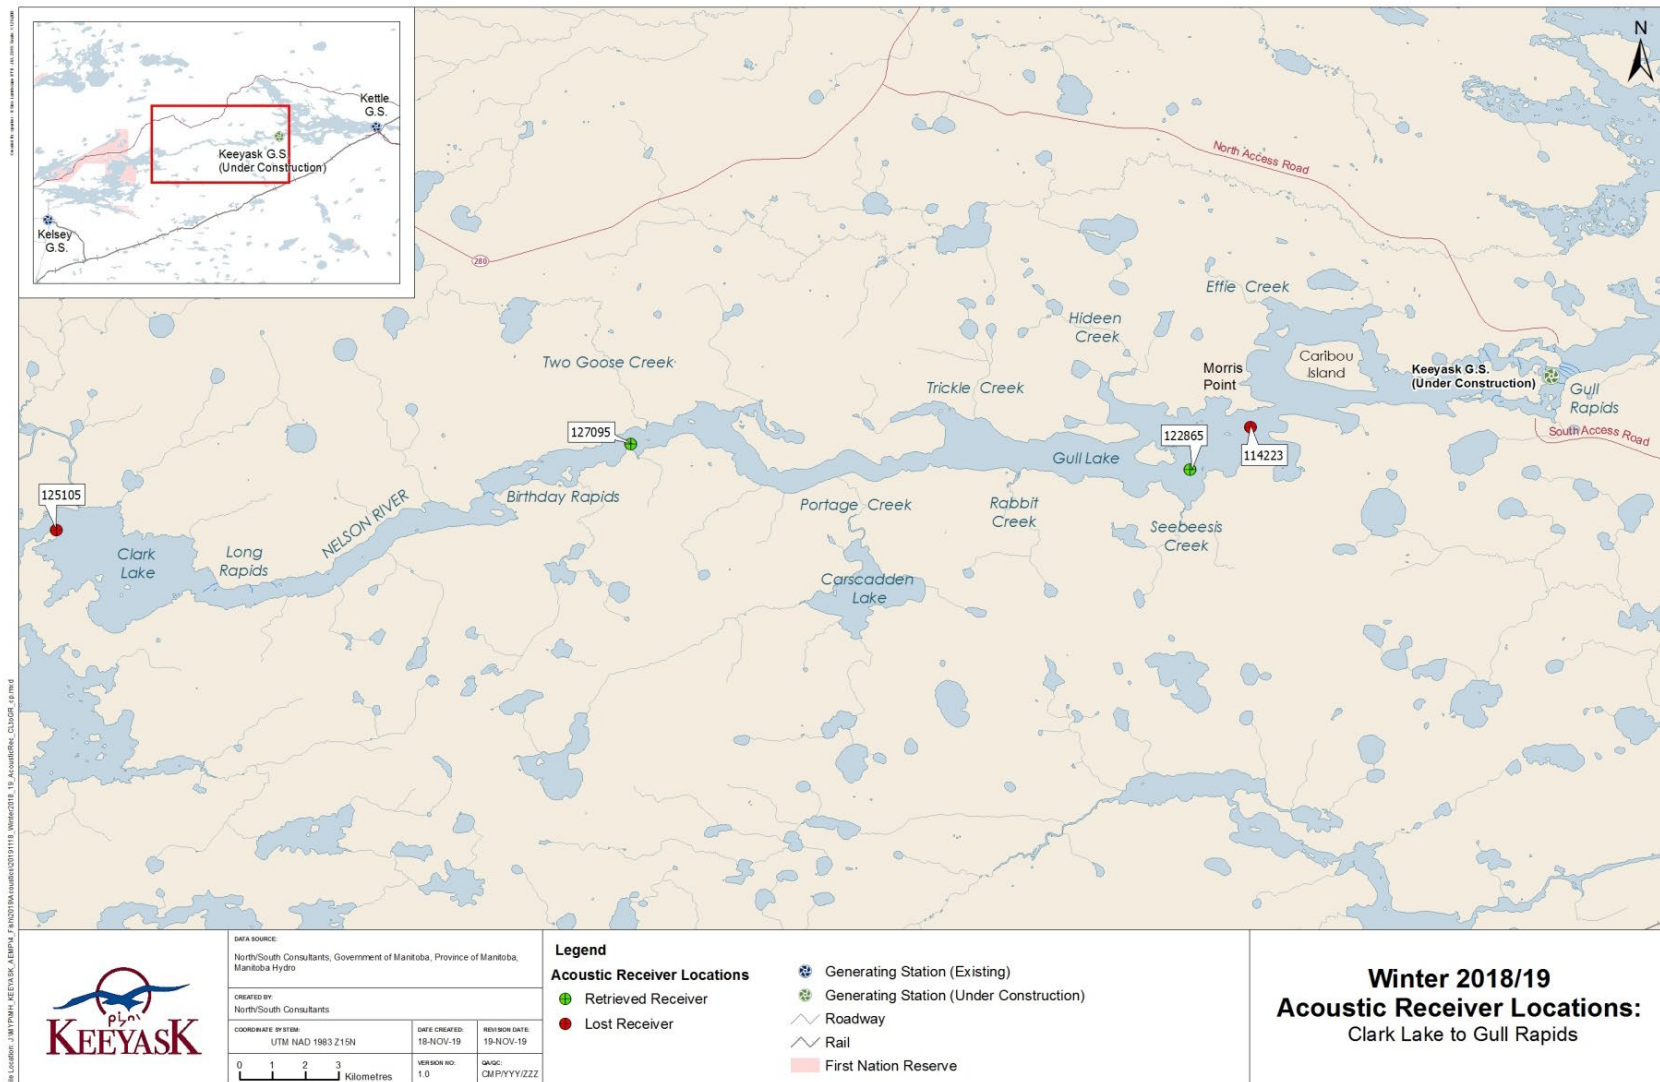 Kettle
G.S.
Keeyask G.S.
(Under Construction)
Kelsey
G.S.
N
North Access Road
280
Effie Creek
Hideen
Creek
Caribou
Island
Morris
Point
Keeyask G.S.
(Under Construction)
Gull
Rapids
South Access Road
Two Goose Creek
Trickle Creek
127095
122865
114223
Gull Lake
125105
Birthday Rapids
NELSON RIVER
Portage Creek
Rabbit
Creek
Seebeesis
Creek
Clark
Lake
Long
Rapids
Carscadden
Lake
KEEYASK
DATA SOURCE:
North/South Consultants, Government of Manitoba, Province of Manitoba,
Manitoba Hydro
CREATED BY:
North/South Consultants
COORDINATE SYSTEM:
UTM NAD 1983 Z15N
DATE CREATED:
18-NOV-19
REVISION DATE:
19-NOV-19
0 1 2 3 Kilometres
VERSION NO:
1.0
QA/QC:
CMP/YYY/ZZZ
Legend
Acoustic Receiver Locations
Retrieved Receiver
Lost Receiver
Generating Station (Existing)
Generating Station (Under Construction)
Roadway
Rail
First Nation Reserve
Winter 2018/19
Acoustic Receiver Locations:
Clark Lake to Gull Rapids